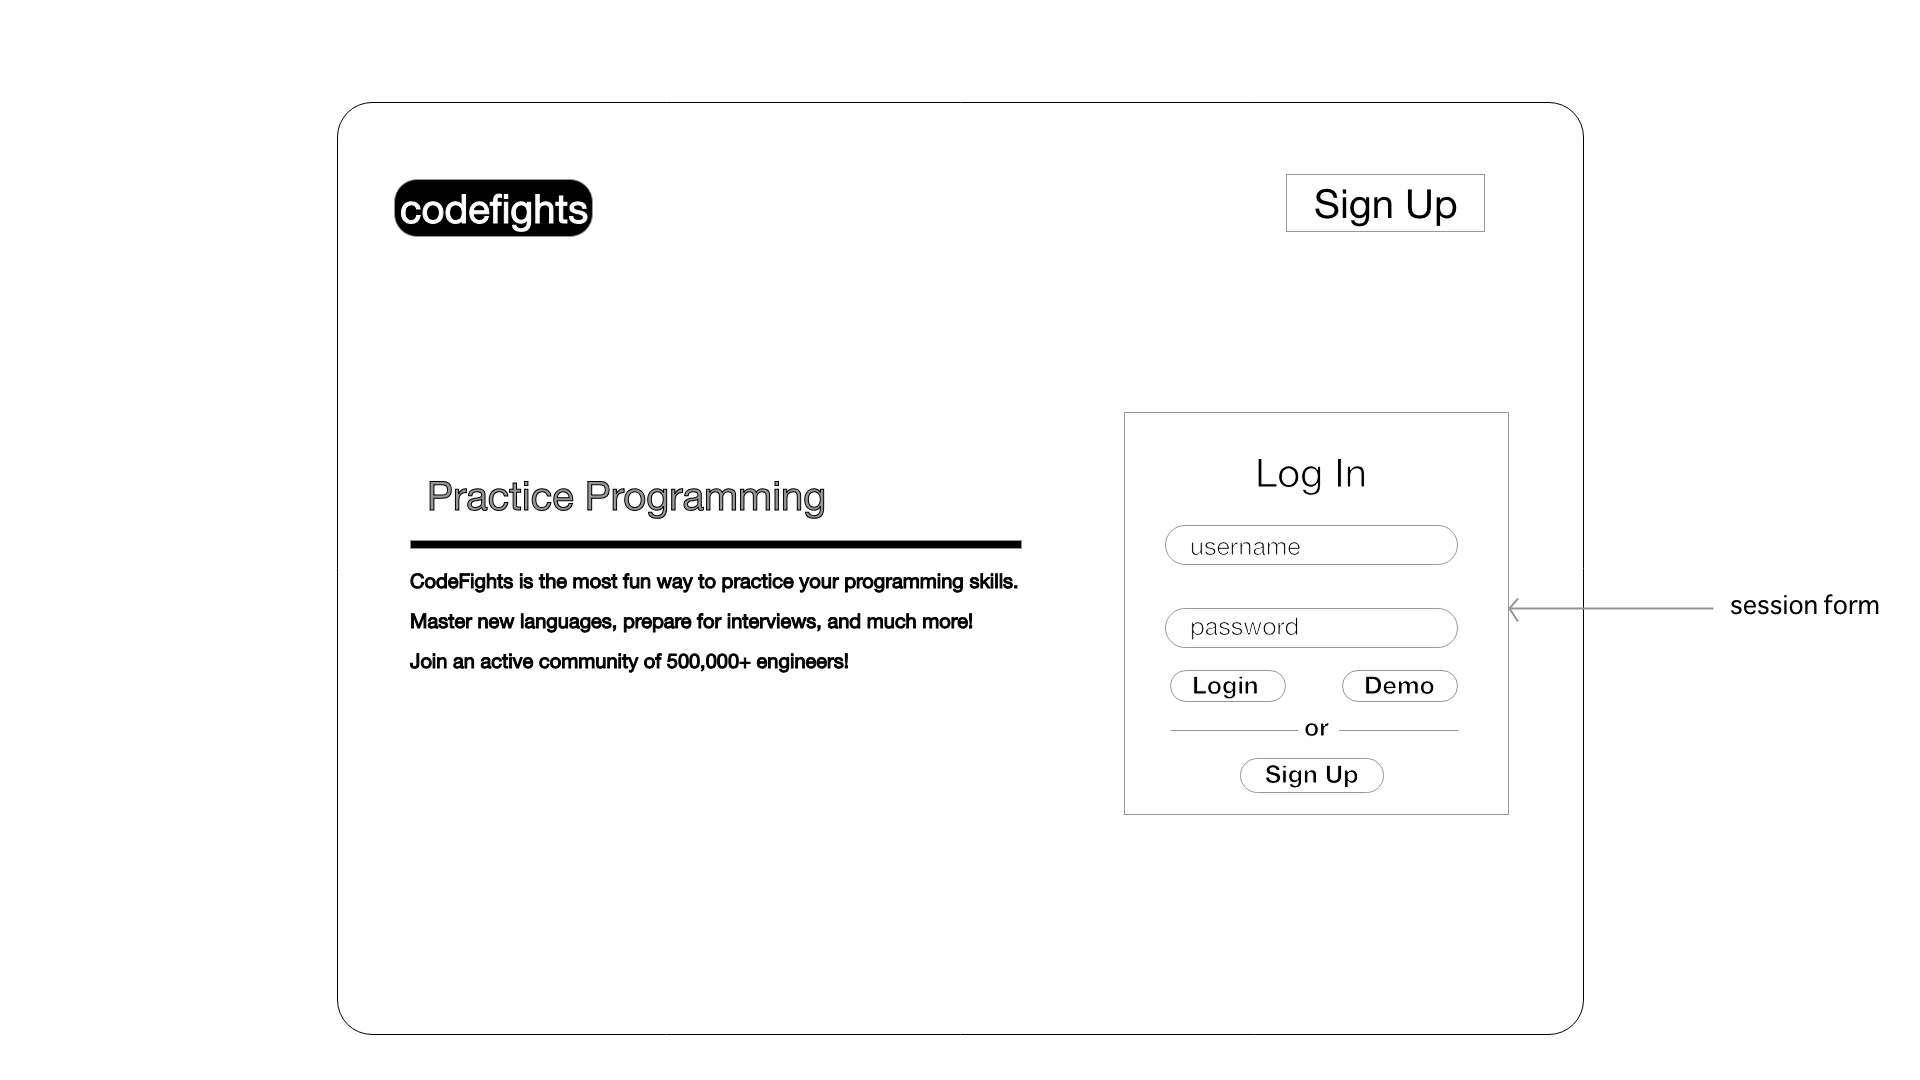 codefights
Sign Up
Practice Programming
CodeFights is the most fun way to practice your programming skills.
Master new languages, prepare for interviews, and much more!
Join an active community of 500,000+ engineers!
Log In
username
password
Login
Demo
or
Sign Up
session form